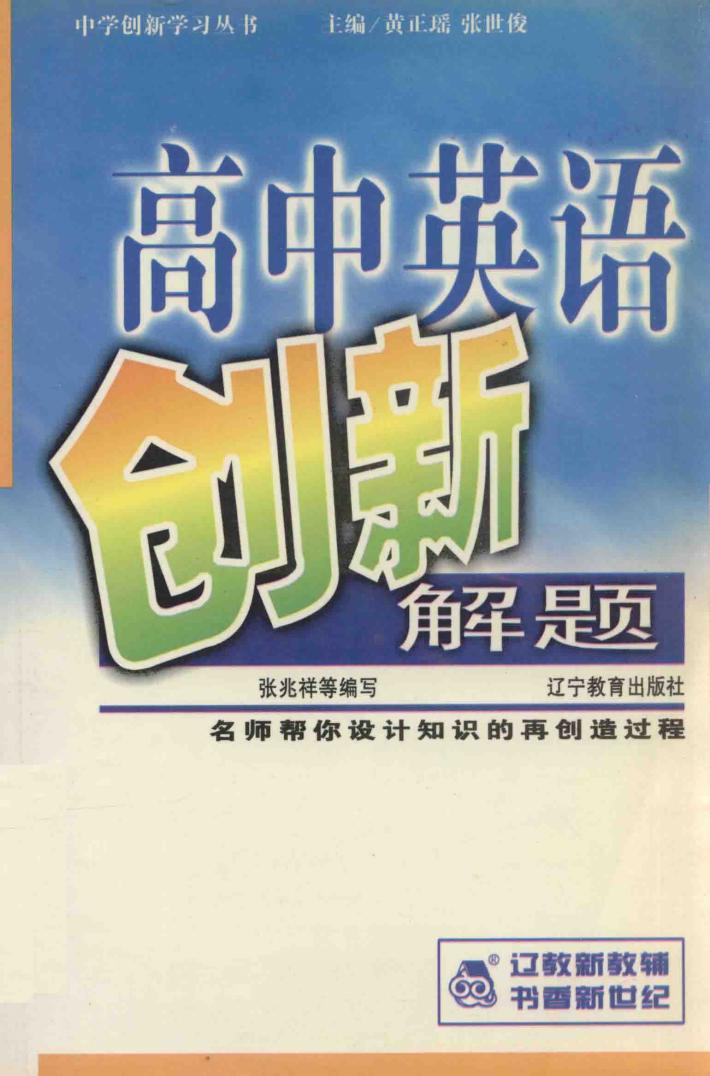 中学创新学习丛书 主编/黄正瑶 张世俊
高中英语
创新
解题
张兆祥等编写 辽宁教育出版社
名师帮你设计知识的再创造过程
® 辽教新教辅
书香新世纪